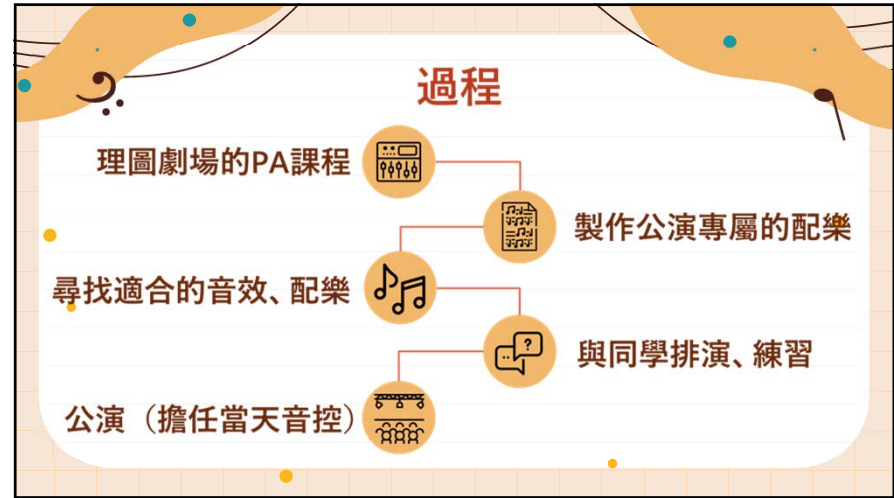 過程
理圖劇場的PA課程
製作公演專屬的配樂
尋找適合的音效、配樂
與同學排演、練習
公演（擔任當天音控）